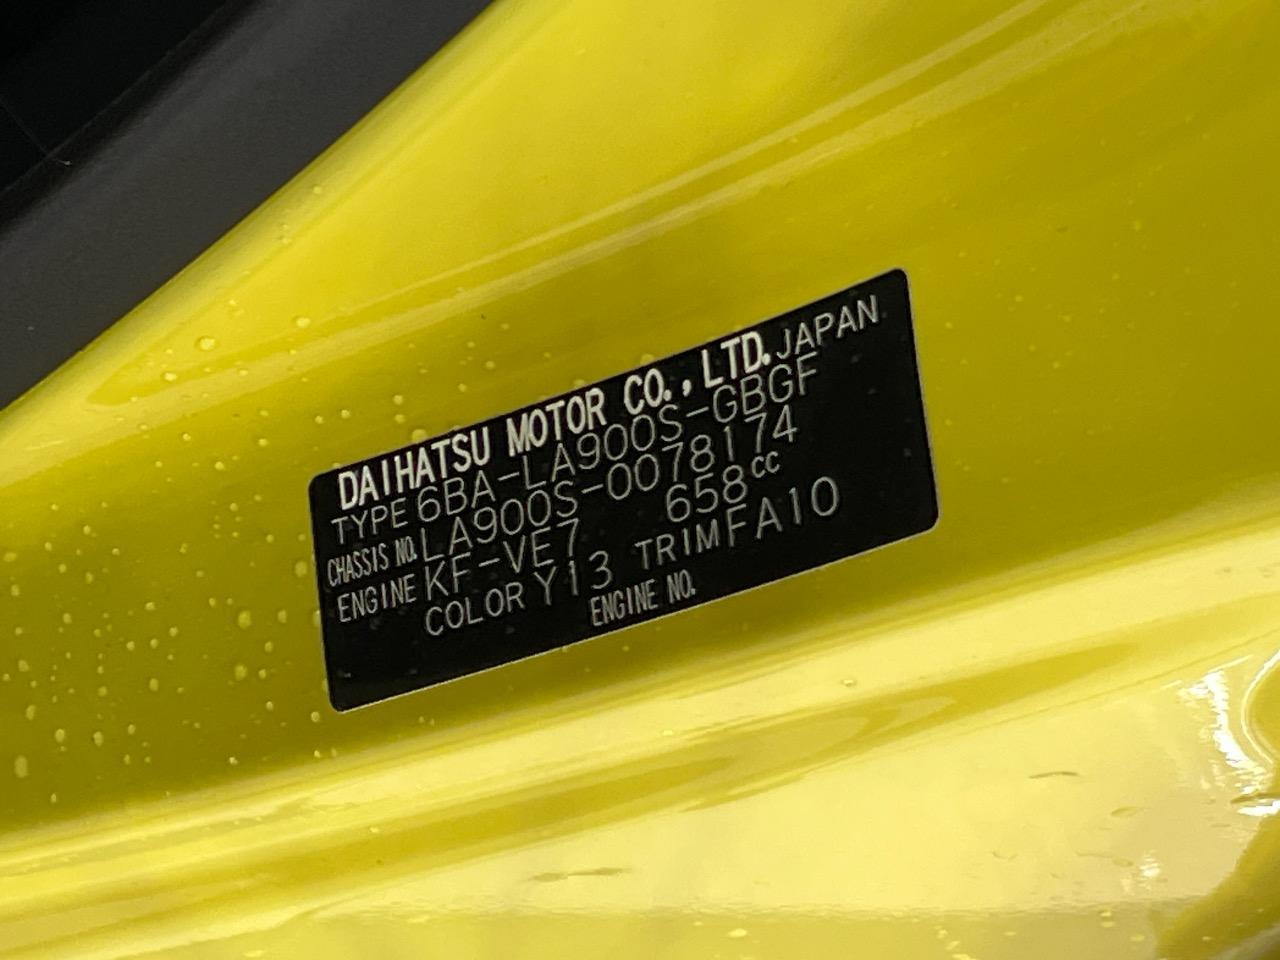 DAIHATSU MOTOR CO., LTD. JAPAN
TYPE 6BA-LA900S-GBGF
CHASSIS NO. LA900S-0078174
ENGINE KF-VE7 658cc
COLOR Y13 TRIM FA10
ENGINE NO.